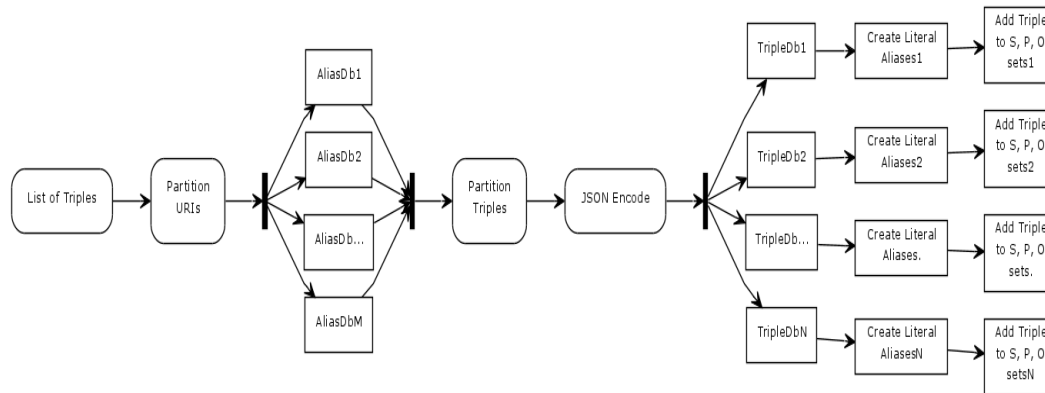 List of Triples
Partition
URIs
AliasDb1
AliasDb2
AliasDb...
AliasDbM
Partition
Triples
JSON Encode
TripleDb1
Create Literal
Aliases1
Add Triple
to S, P, O
sets1
TripleDb2
Create Literal
Aliases2
Add Triple
to S, P, O
sets2
TripleDb...
Create Literal
Aliases.
Add Triple
to S, P, O
sets.
TripleDbN
Create Literal
AliasesN
Add Triple
to S, P, O
setsN